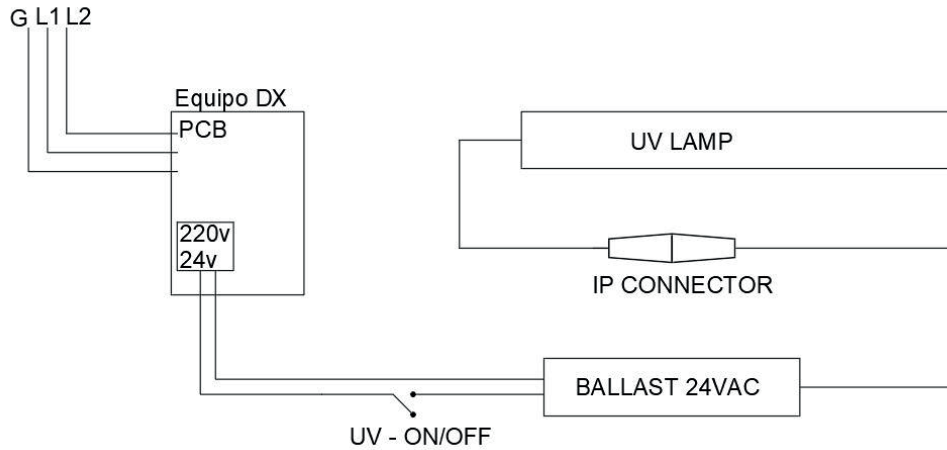 G L1 L2
Equipo DX
PCB
220v
24v
UV LAMP
IP CONNECTOR
BALLAST 24VAC
UV - ON/OFF